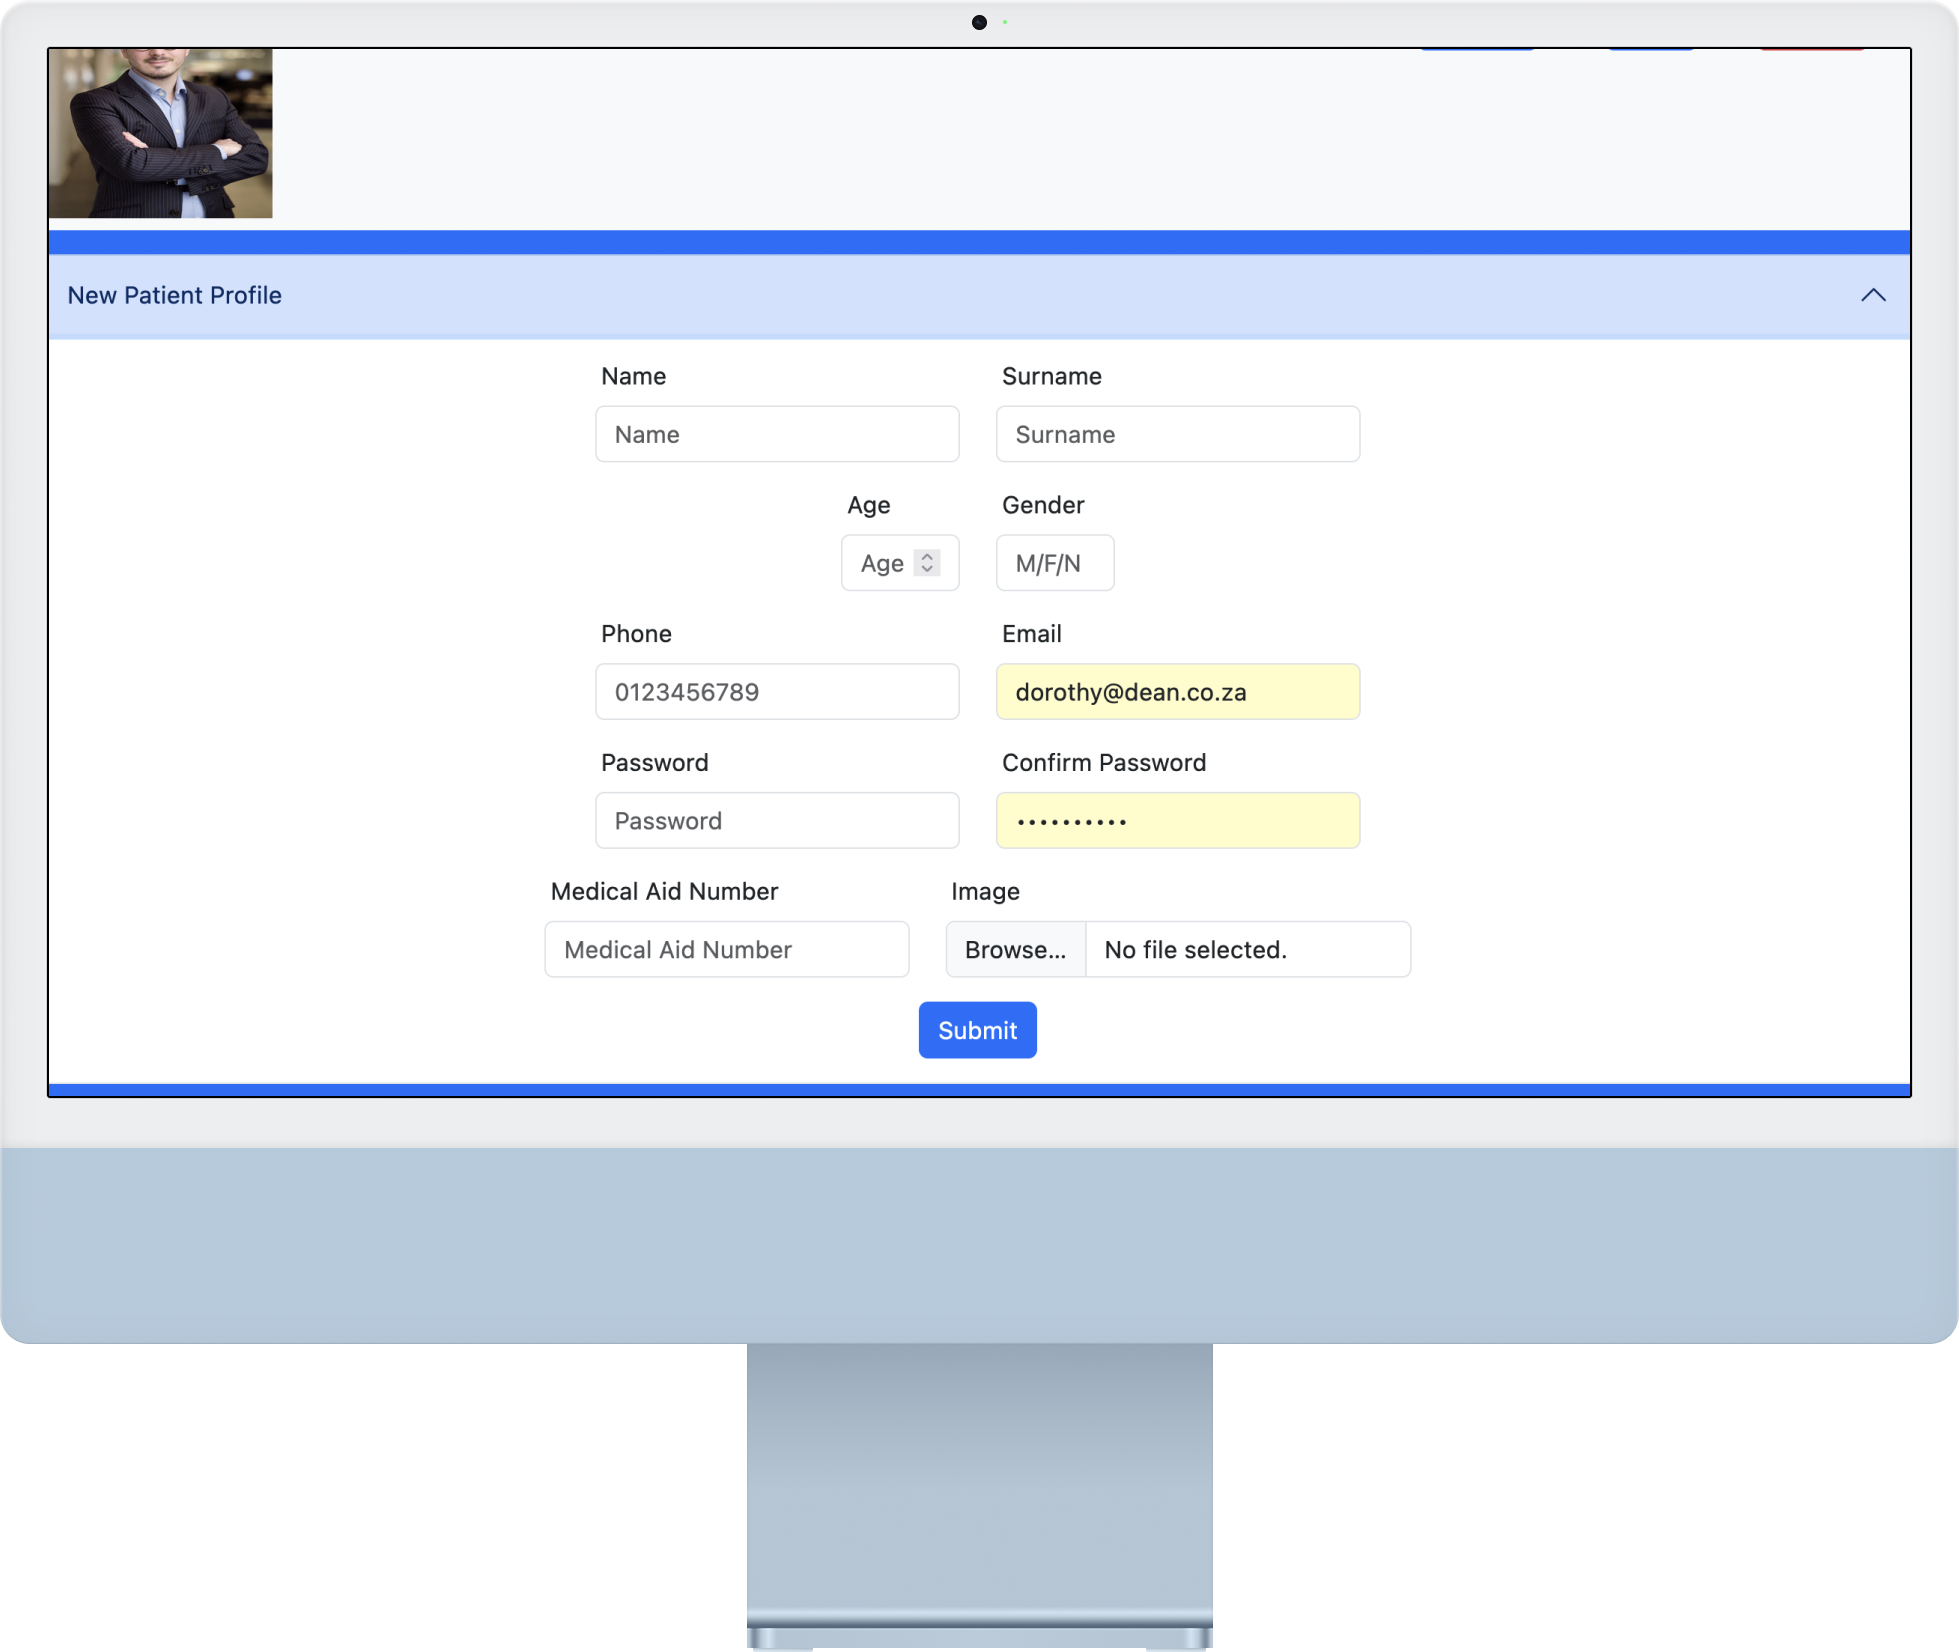 New Patient Profile
Name Surname
Name Surname
Age Gender
Age M/F/N
Phone Email
0123456789 dorothy@dean.co.za
Password Confirm Password
Password ••••••••••
Medical Aid Number Image
Medical Aid Number Browse... No file selected.
Submit